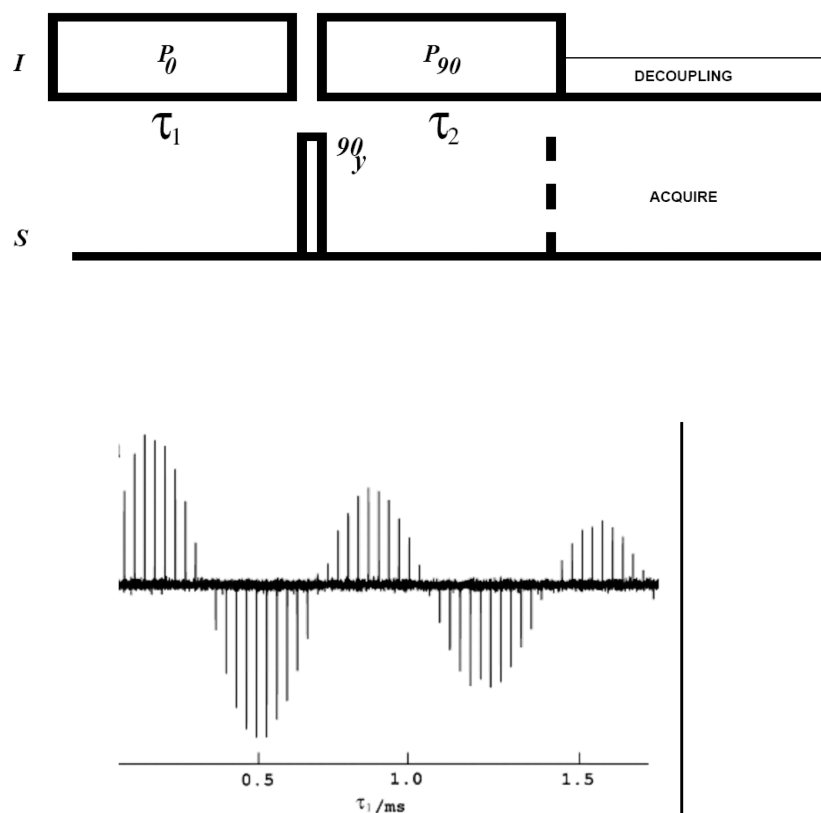 I
P0
P90
DECOUPLING
τ1
τ2
90y
ACQUIRE
S
0.5
1.0
1.5
τ1/ms